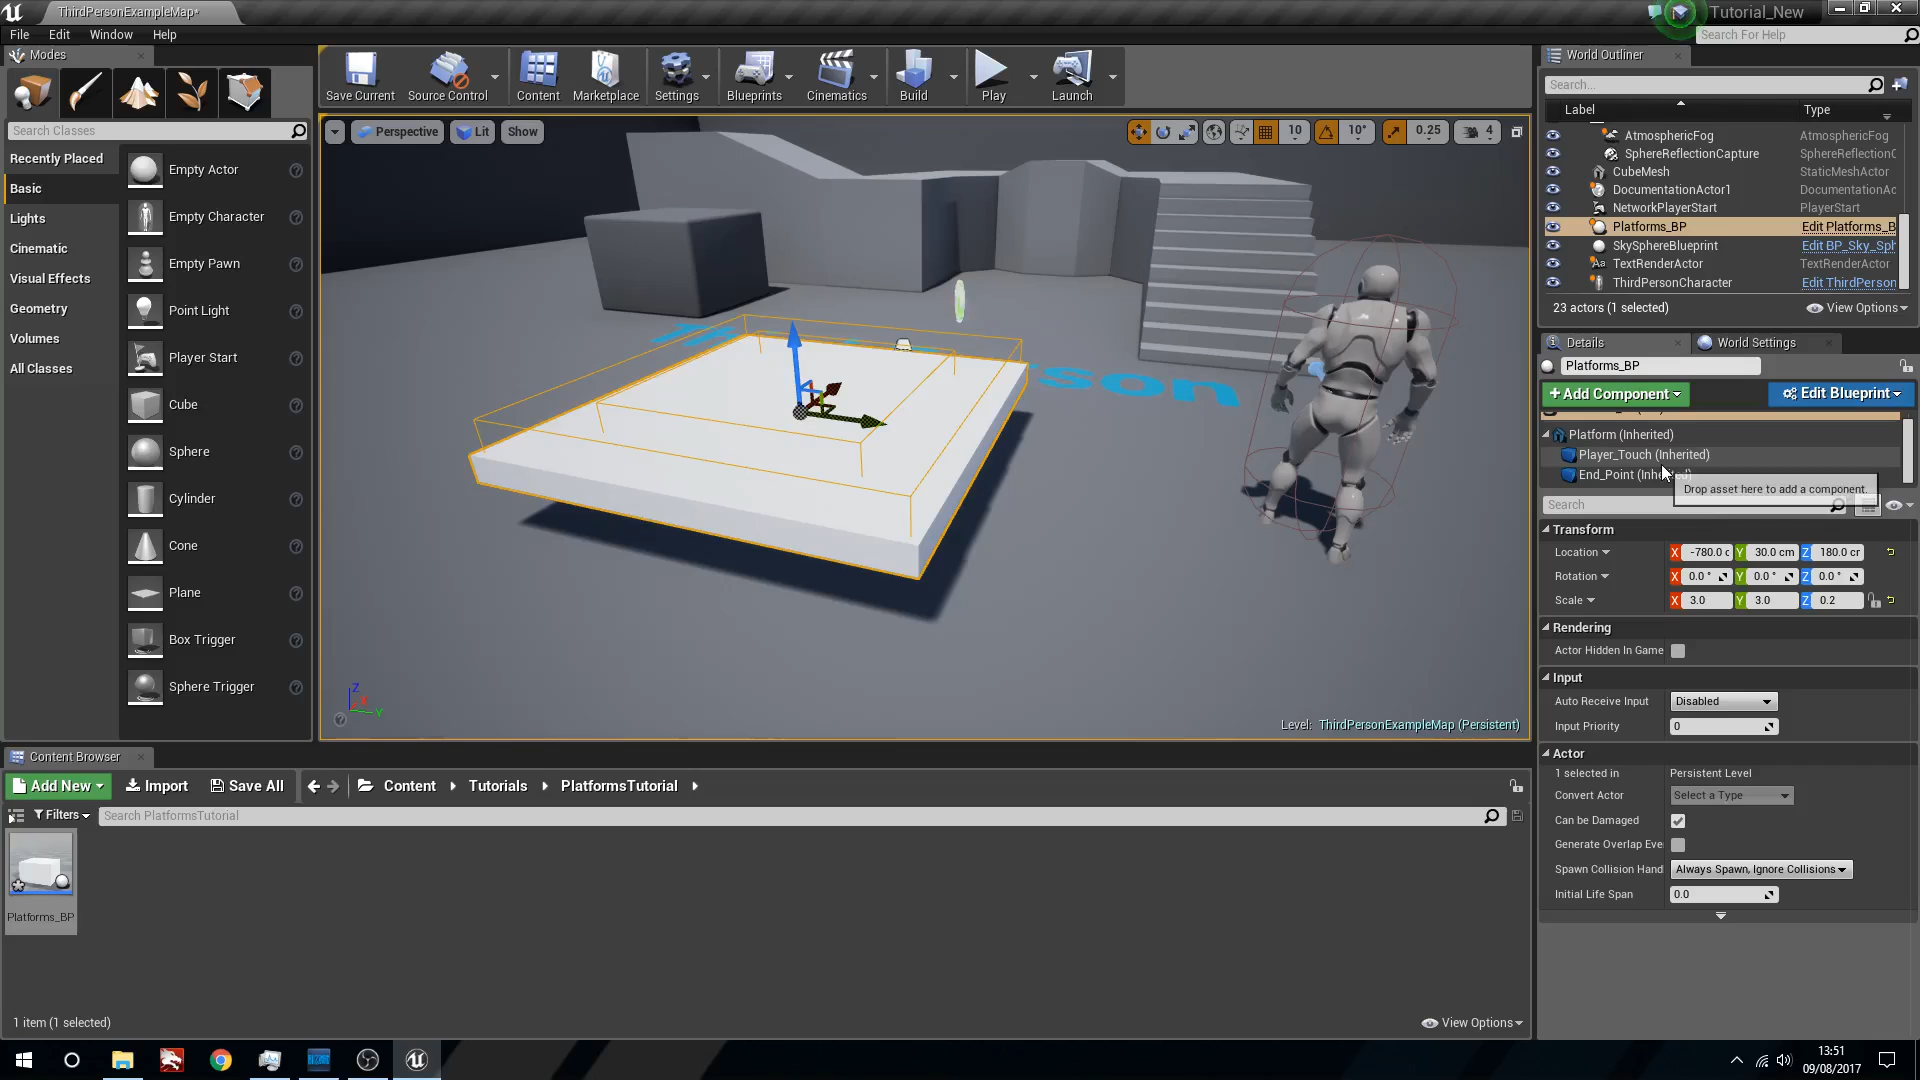 ThirdPersonExampleMap*
Tutorial_New
File Edit Window Help
Search For Help
Modes
Search Classes
Recently Placed
Basic
Lights
Cinematic
Visual Effects
Geometry
Volumes
All Classes
Empty Actor
Empty Character
Empty Pawn
Point Light
Player Start
Cube
Sphere
Cylinder
Cone
Plane
Box Trigger
Sphere Trigger
Save Current Source Control Content Marketplace Settings Blueprints Cinematics Build Play Launch
Perspective Lit Show
10 10° 0.25 4
son
Z
Y
Level: ThirdPersonExampleMap (Persistent)
World Outliner
Search...
Label Type
AtmosphericFog AtmosphericFog
SphereReflectionCapture SphereReflectionC
CubeMesh StaticMeshActor
DocumentationActor1 DocumentationAc
NetworkPlayerStart PlayerStart
Platforms_BP Edit Platforms_B
SkySphereBlueprint Edit BP_Sky_Sph
TextRenderActor TextRenderActor
ThirdPersonCharacter Edit ThirdPerson
23 actors (1 selected) View Options
Details World Settings
Platforms_BP
+Add Component Edit Blueprint
Platform (Inherited)
Player_Touch (Inherited)
End_Point (Inherited)
Drop asset here to add a component.
Search
Transform
Location X -780.0 c Y 30.0 cm Z 180.0 cr
Rotation X 0.0 ° Y 0.0 ° Z 0.0 °
Scale X 3.0 Y 3.0 Z 0.2
Rendering
Actor Hidden In Game
Input
Auto Receive Input Disabled
Input Priority 0
Actor
1 selected in Persistent Level
Convert Actor Select a Type
Can be Damaged
Generate Overlap Eve
Spawn Collision Hand Always Spawn, Ignore Collisions
Initial Life Span 0.0
Content Browser
Add New Import Save All Content Tutorials PlatformsTutorial
Filters Search PlatformsTutorial
Platforms_BP
1 item (1 selected) View Options
13:51
09/08/2017